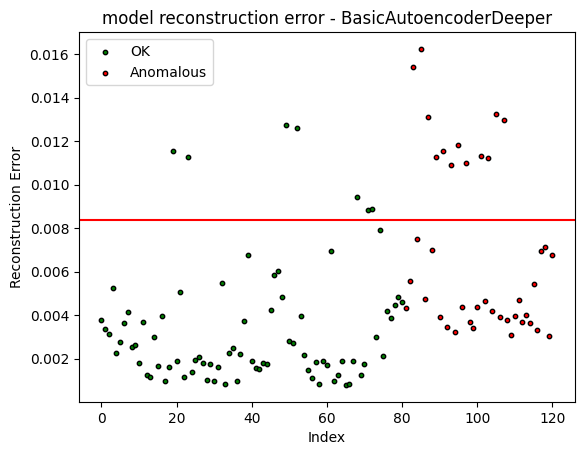 model reconstruction error - BasicAutoencoderDeeper
OK
Anomalous
Reconstruction Error
0.016
0.014
0.012
0.010
0.008
0.006
0.004
0.002
0 20 40 60 80 100 120
Index